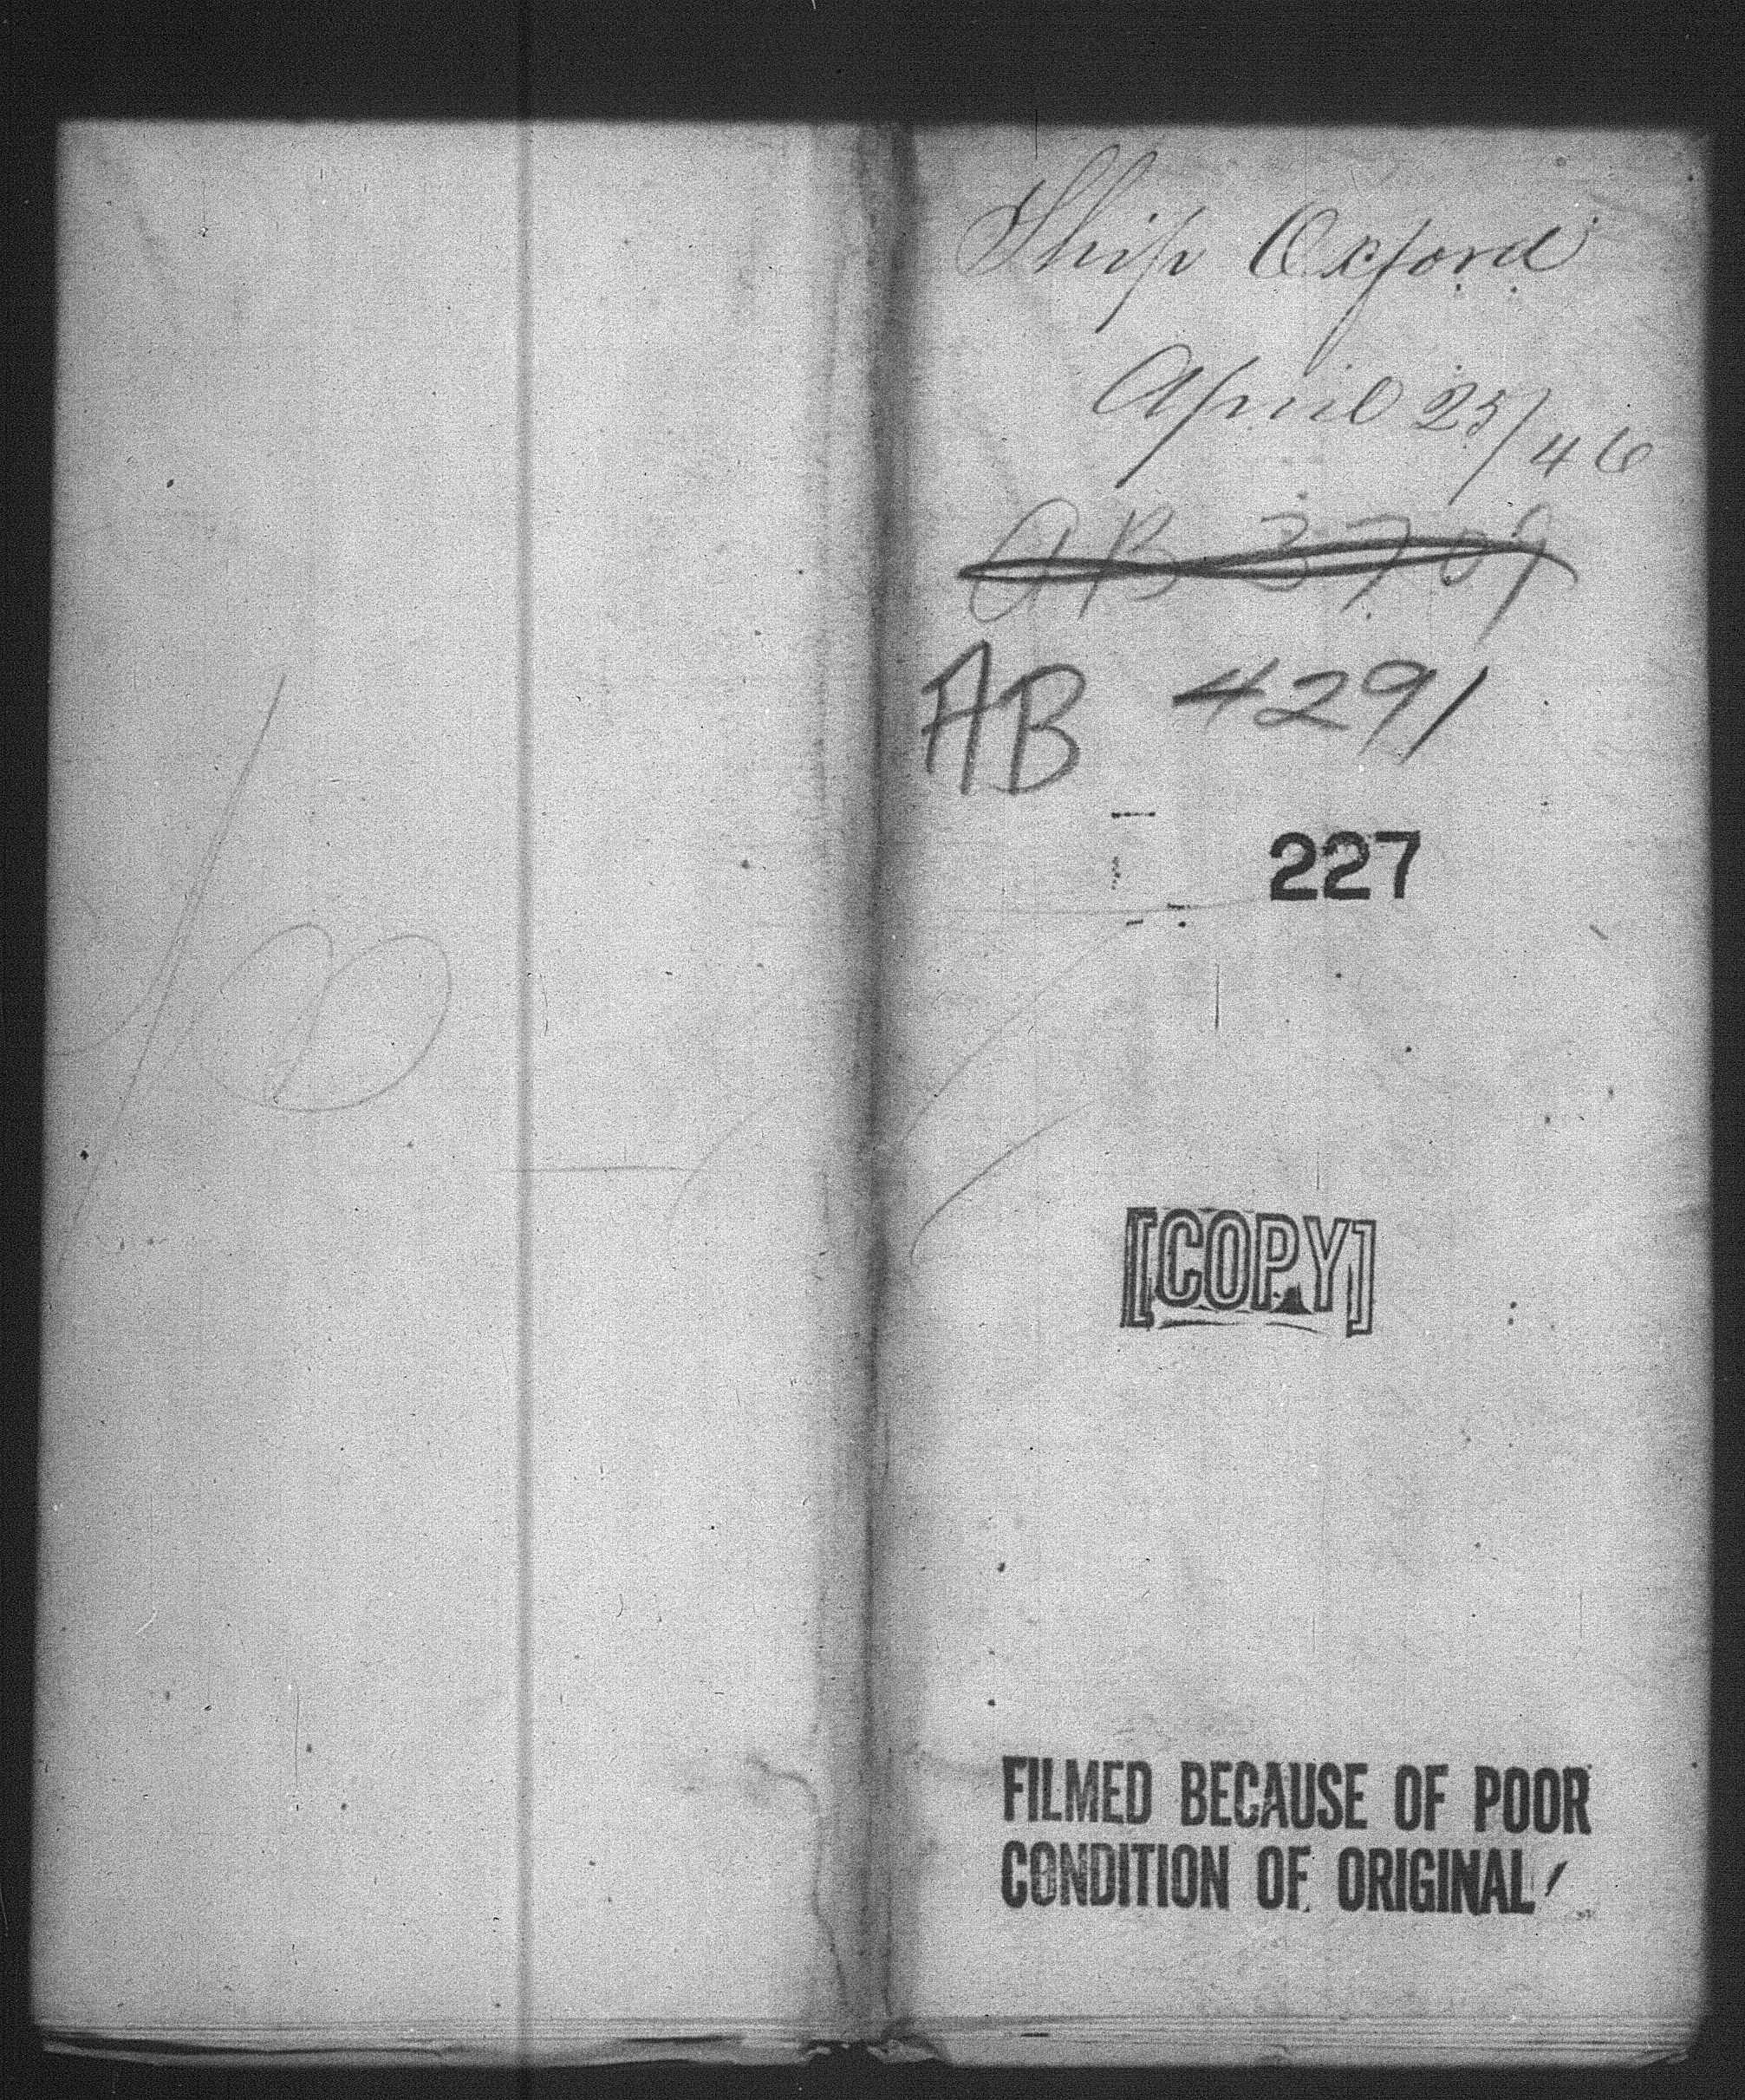 Ship Oxford
April 25/46
AB 3709
AB 4291
227
[COPY]
FILMED BECAUSE OF POOR
CONDITION OF ORIGINAL